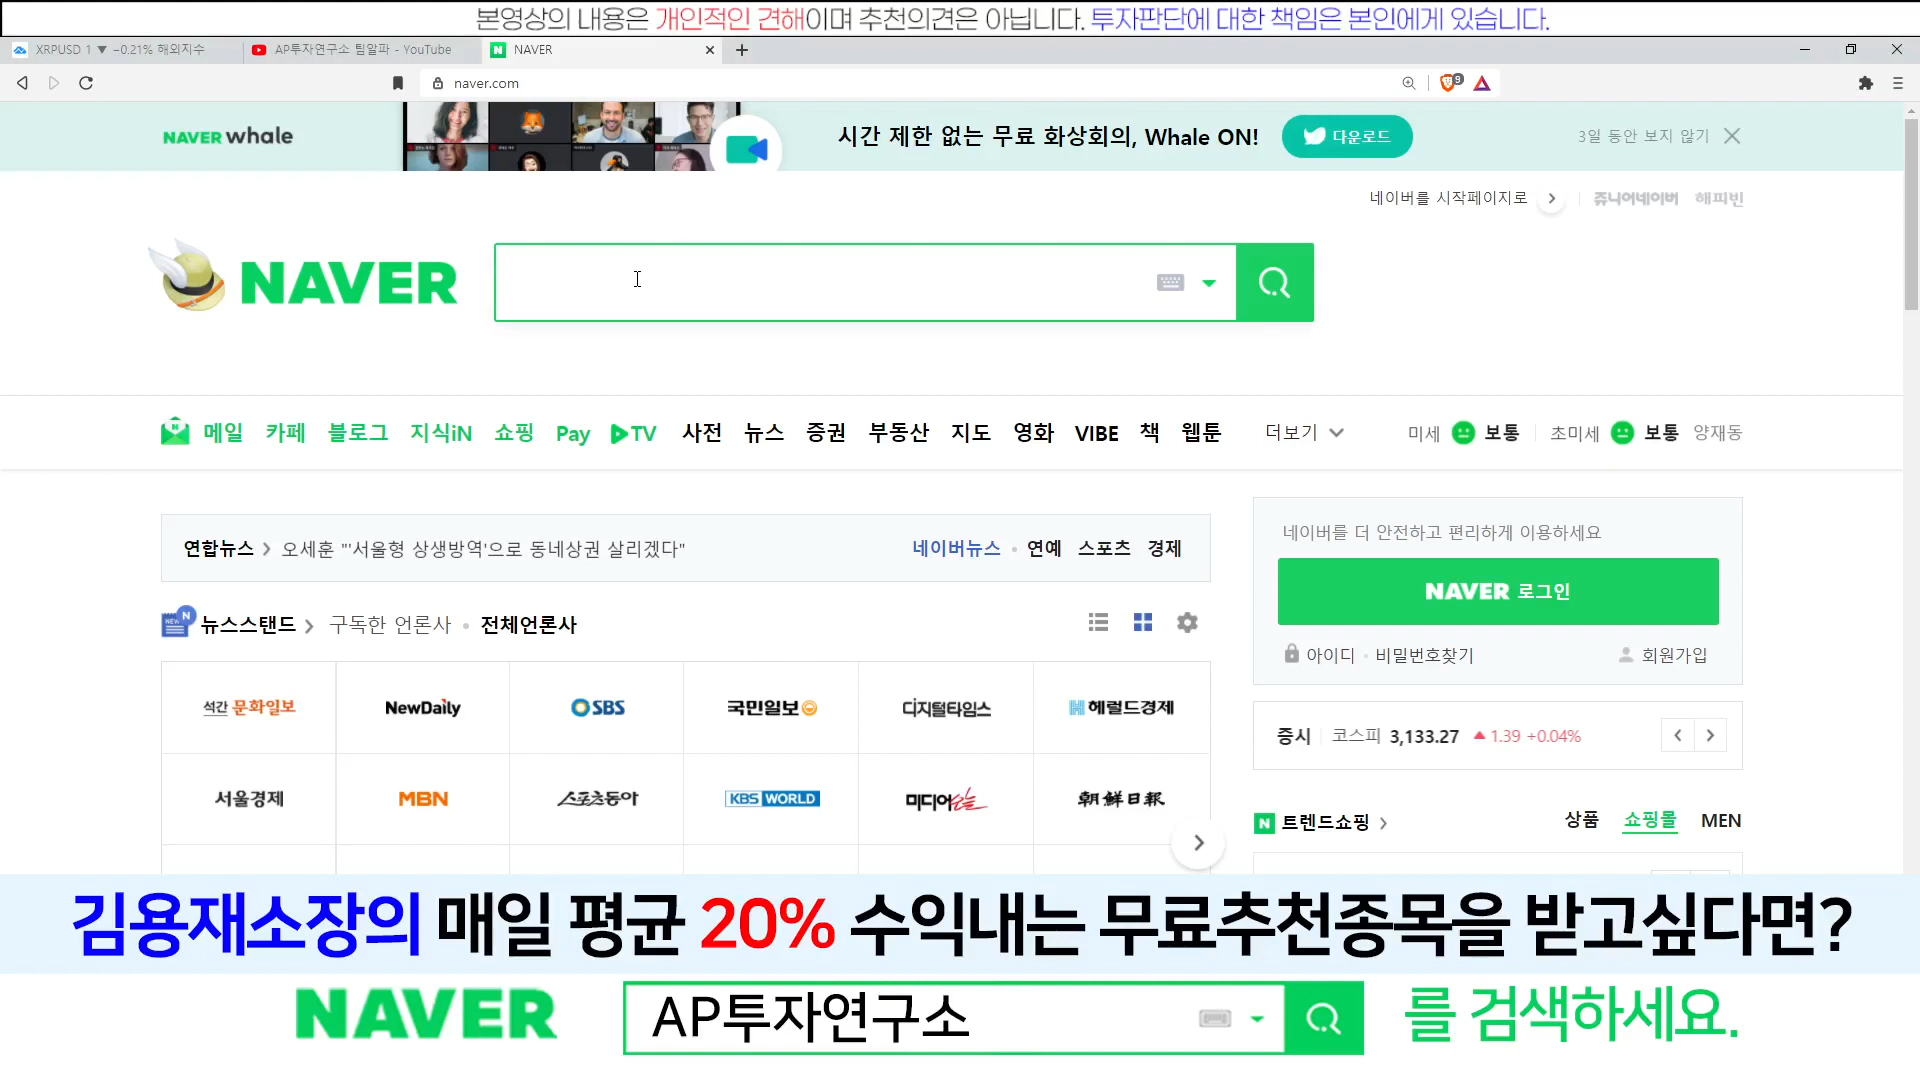 본영상의 내용은 개인적인 견해이며 추천의견은 아닙니다. 투자판단에 대한 책임은 본인에게 있습니다.
XRPUSD 1 ▼ −0.21% 해외지수
AP투자연구소 팀알파 - YouTube
NAVER
naver.com
9
NAVER whale
시간 제한 없는 무료 화상회의, Whale ON!
다운로드
3일 동안 보지 않기
네이버를 시작페이지로
쥬니어네이버 해피빈
NAVER
메일 카페 블로그 지식iN 쇼핑 Pay TV 사전 뉴스 증권 부동산 지도 영화 VIBE 책 웹툰 더보기
미세 보통 초미세 보통 양재동
연합뉴스 > 오세훈 "'서울형 상생방역'으로 동네상권 살리겠다"
네이버뉴스 • 연예 스포츠 경제
네이버를 더 안전하고 편리하게 이용하세요
NAVER 로그인
아이디 • 비밀번호찾기 회원가입
NEW N 뉴스스탠드 > 구독한 언론사 • 전체언론사
석간 문화일보 NewDaily SBS 국민일보 디지털타임스 헤럴드경제
서울경제 MBN 스포츠동아 KBS WORLD 미디어오늘 朝鮮日報
증시 코스피 3,133.27 ▲ 1.39 +0.04%
N 트렌드쇼핑 > 상품 쇼핑몰 MEN
김용재소장의 매일 평균 20% 수익내는 무료추천종목을 받고싶다면?
NAVER AP투자연구소 를 검색하세요.